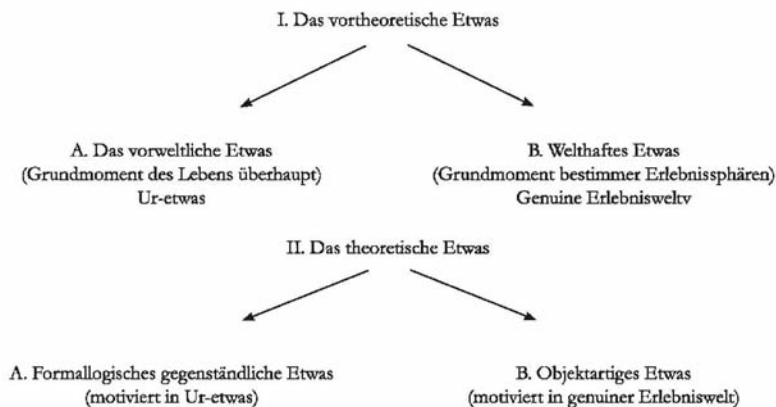 I. Das vortheoretische Etwas
A. Das vorweltliche Etwas
(Grundmoment des Lebens überhaupt)
Ur-etwas
B. Welthaftes Etwas
(Grundmoment bestimmer Erlebnissphären)
Genuine Erlebnisweltv
II. Das theoretische Etwas
A. Formallogisches gegenständliche Etwas
(motiviert in Ur-etwas)
B. Objektartiges Etwas
(motiviert in genuiner Erlebniswelt)